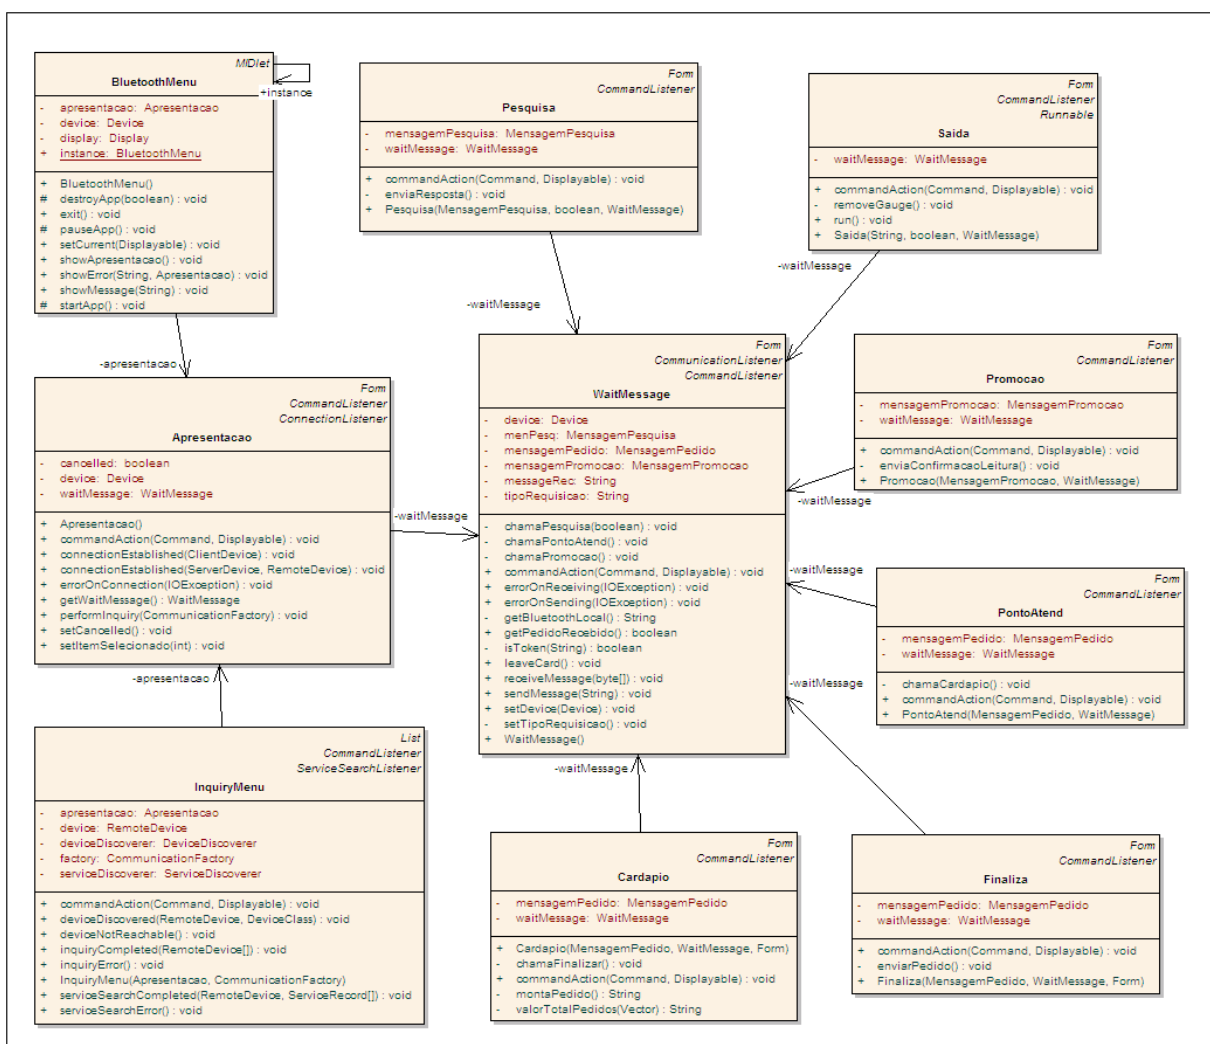 MIDlet
BluetoothMenu
- apresentacao: Apresentacao
- device: Device
- display: Display
+ instance: BluetoothMenu
+ BluetoothMenu()
# destroyApp(boolean) : void
+ exit() : void
# pauseApp() : void
+ setCurrent(Displayable) : void
+ showApresentacao() : void
+ showError(String, Apresentacao) : void
+ showMessage(String) : void
# startApp() : void
+instance
Form
CommandListener
Pesquisa
- mensagemPesquisa: MensagemPesquisa
- waitMessage: WaitMessage
+ commandAction(Command, Displayable) : void
- enviaResposta() : void
+ Pesquisa(MensagemPesquisa, boolean, WaitMessage)
Form
CommandListener
Runnable
Saida
- waitMessage: WaitMessage
+ commandAction(Command, Displayable) : void
- removeGauge() : void
+ run() : void
+ Saida(String, boolean, WaitMessage)
-waitMessage
-waitMessage
-apresentacao
Form
CommandListener
ConnectionListener
Apresentacao
- cancelled: boolean
- device: Device
- waitMessage: WaitMessage
+ Apresentacao()
+ commandAction(Command, Displayable) : void
+ connectionEstablished(ClientDevice) : void
+ connectionEstablished(ServerDevice, RemoteDevice) : void
+ errorOnConnection(IOException) : void
+ getWaitMessage() : WaitMessage
+ performInquiry(CommunicationFactory) : void
+ setCancelled() : void
+ setItemSelecionado(int) : void
-waitMessage
Form
CommunicationListener
CommandListener
WaitMessage
- device: Device
- menPesq: MensagemPesquisa
- mensagemPedido: MensagemPedido
- mensagemPromocao: MensagemPromocao
- messageRec: String
- tipoRequisicao: String
- chamaPesquisa(boolean) : void
- chamaPontoAtend() : void
- chamaPromocao() : void
+ commandAction(Command, Displayable) : void
+ errorOnReceiving(IOException) : void
+ errorOnSending(IOException) : void
- getBluetoothLocal() : String
+ getPedidoRecebido() : boolean
- isToken(String) : boolean
+ leaveCard() : void
+ receiveMessage(byte[]) : void
+ sendMessage(String) : void
+ setDevice(Device) : void
- setTipoRequisicao() : void
+ WaitMessage()
Form
CommandListener
Promocao
- mensagemPromocao: MensagemPromocao
- waitMessage: WaitMessage
+ commandAction(Command, Displayable) : void
- enviaConfirmacaoLeitura() : void
+ Promocao(MensagemPromocao, WaitMessage)
-waitMessage
-waitMessage
Form
CommandListener
PontoAtend
- mensagemPedido: MensagemPedido
- waitMessage: WaitMessage
- chamaCardapio() : void
+ commandAction(Command, Displayable) : void
+ PontoAtend(MensagemPedido, WaitMessage)
-waitMessage
-apresentacao
List
CommandListener
ServiceSearchListener
InquiryMenu
- apresentacao: Apresentacao
- device: RemoteDevice
- deviceDiscoverer: DeviceDiscoverer
- factory: CommunicationFactory
- serviceDiscoverer: ServiceDiscoverer
+ commandAction(Command, Displayable) : void
+ deviceDiscovered(RemoteDevice, DeviceClass) : void
+ deviceNotReachable() : void
+ inquiryCompleted(RemoteDevice[]) : void
+ inquiryError() : void
+ InquiryMenu(Apresentacao, CommunicationFactory)
+ serviceSearchCompleted(RemoteDevice, ServiceRecord[]) : void
+ serviceSearchError() : void
-waitMessage
Form
CommandListener
Cardapio
- mensagemPedido: MensagemPedido
- waitMessage: WaitMessage
+ Cardapio(MensagemPedido, WaitMessage, Form)
- chamaFinalizar() : void
+ commandAction(Command, Displayable) : void
- montaPedido() : String
- valorTotalPedidos(Vector) : String
Form
CommandListener
Finaliza
- mensagemPedido: MensagemPedido
- waitMessage: WaitMessage
+ commandAction(Command, Displayable) : void
- enviarPedido() : void
+ Finaliza(MensagemPedido, WaitMessage, Form)